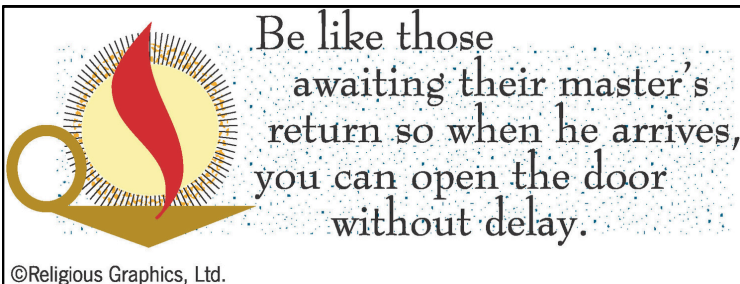 Be like those
awaiting their master's
return so when he arrives,
you can open the door
without delay.
©Religious Graphics, Ltd.